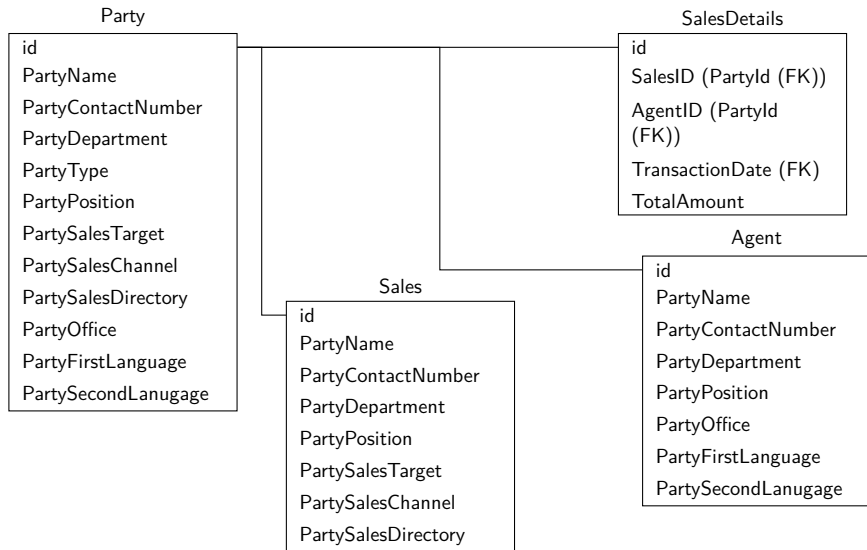 Party
id
PartyName
PartyContactNumber
PartyDepartment
PartyType
PartyPosition
PartySalesTarget
PartySalesChannel
PartySalesDirectory
PartyOffice
PartyFirstLanguage
PartySecondLanugage
SalesDetails
id
SalesID (PartyId (FK))
AgentID (PartyId
(FK))
TransactionDate (FK)
TotalAmount
Sales
id
PartyName
PartyContactNumber
PartyDepartment
PartyPosition
PartySalesTarget
PartySalesChannel
PartySalesDirectory
Agent
id
PartyName
PartyContactNumber
PartyDepartment
PartyPosition
PartyOffice
PartyFirstLanguage
PartySecondLanugage